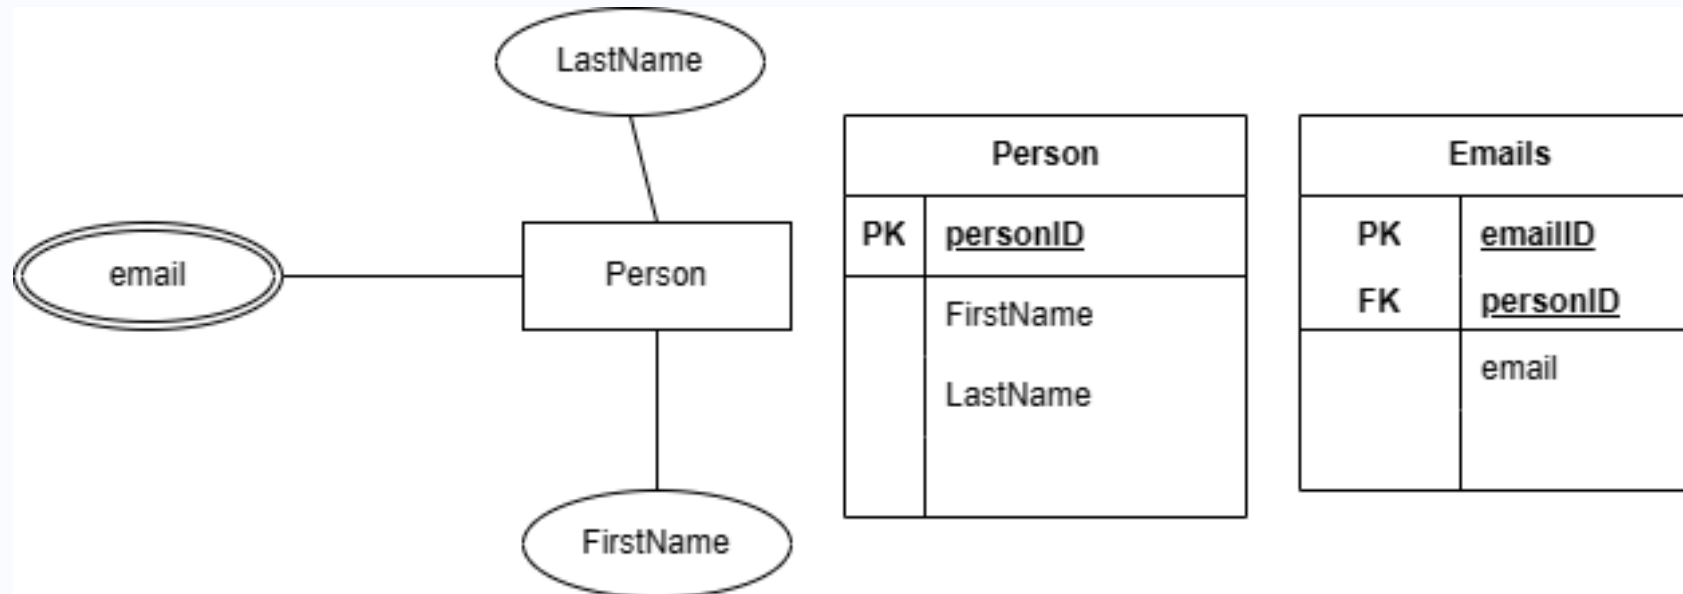 LastName
email
Person
FirstName
Person
PK personID
FirstName
LastName
Emails
PK emailID
FK personID
email